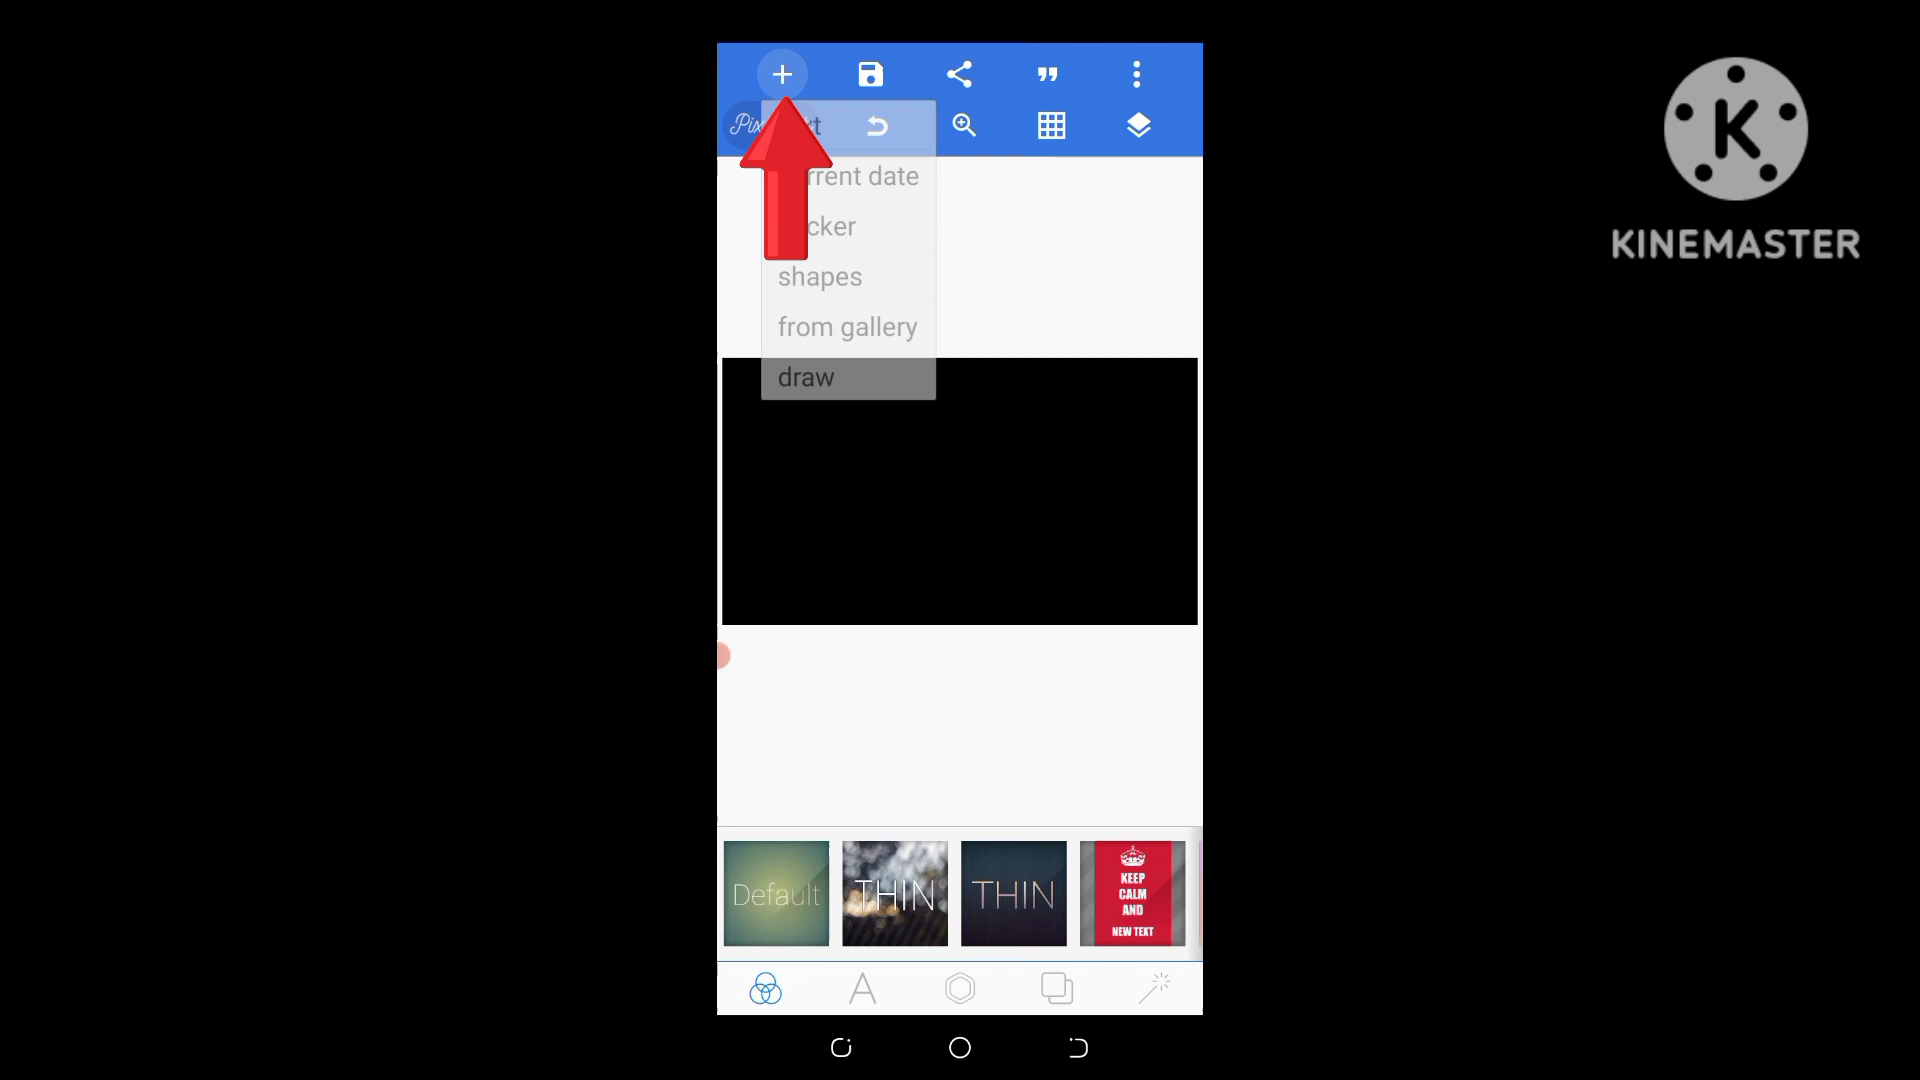 KINEMASTER
rrent date
cker
shapes
from gallery
draw
Default
THIN
THIN
KEEP
CALM
AND
NEW TEXT